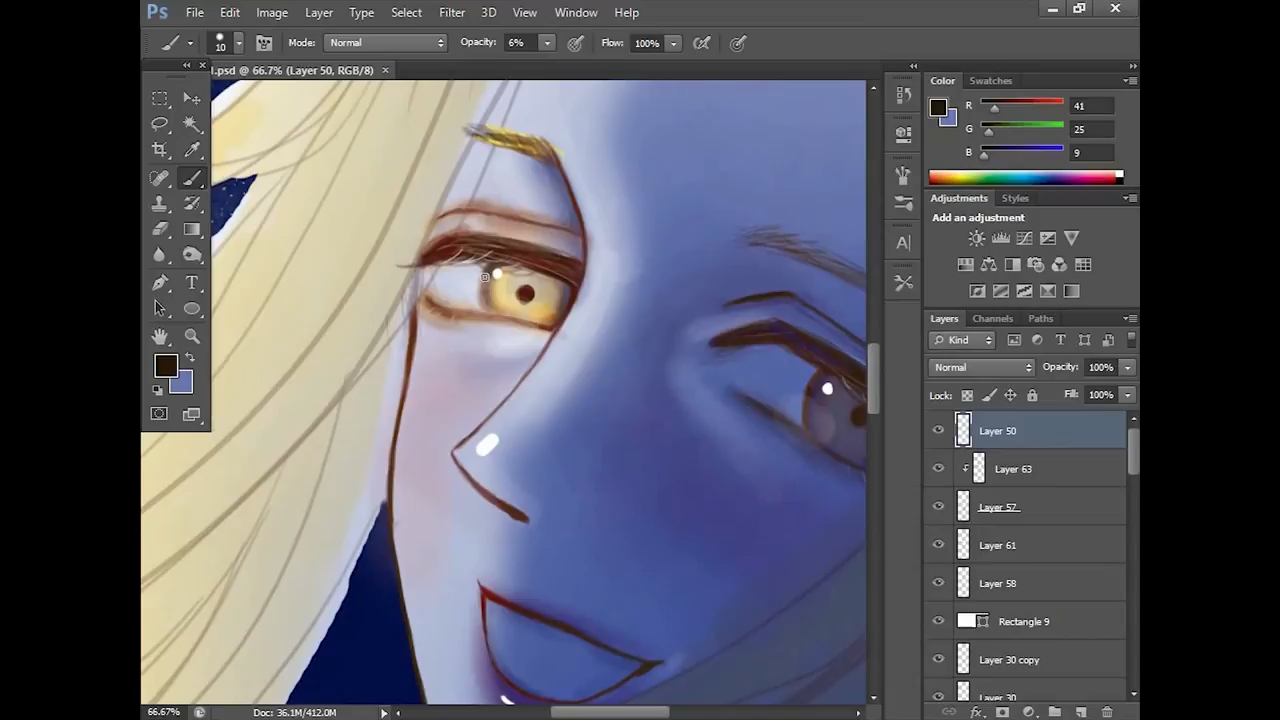 Ps File Edit Image Layer Type Select Filter 3D View Window Help
10 Mode: Normal Opacity: 6% Flow: 100%
l.psd @ 66.7% (Layer 50, RGB/8) ×
Color Swatches
R 41
G 25
B 9
Adjustments Styles
Add an adjustment
Layers Channels Paths
Kind
Normal Opacity: 100%
Lock: Fill: 100%
Layer 50
Layer 63
Layer 57
Layer 61
Layer 58
Rectangle 9
Layer 30 copy
Layer 30
66.67% Doc: 36.1M/412.0M